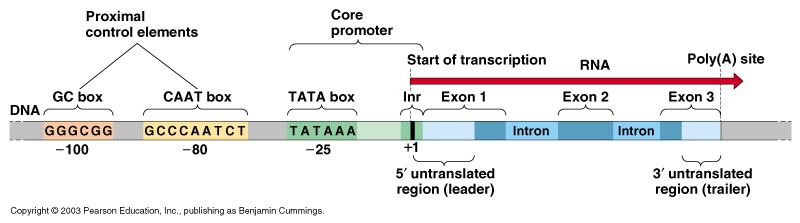 Proximal
control elements
Core
promoter
Start of transcription
RNA
Poly(A) site
DNA
GC box
CAAT box
TATA box
Inr
Exon 1
Exon 2
Exon 3
GGGCGG
GCCCAATCT
TATAAA
Intron
Intron
−100
−80
−25
+1
5′ untranslated
region (leader)
3′ untranslated
region (trailer)
Copyright © 2003 Pearson Education, Inc., publishing as Benjamin Cummings.